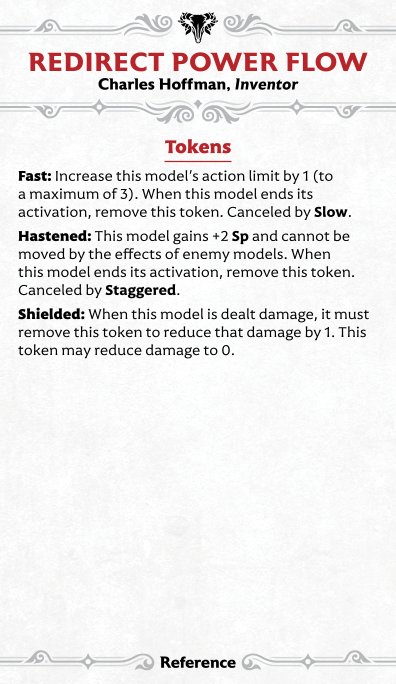 REDIRECT POWER FLOW
Charles Hoffman, Inventor
Tokens
Fast: Increase this model’s action limit by 1 (to
a maximum of 3). When this model ends its
activation, remove this token. Canceled by Slow.
Hastened: This model gains +2 Sp and cannot be
moved by the effects of enemy models. When
this model ends its activation, remove this token.
Canceled by Staggered.
Shielded: When this model is dealt damage, it must
remove this token to reduce that damage by 1. This
token may reduce damage to 0.
Reference